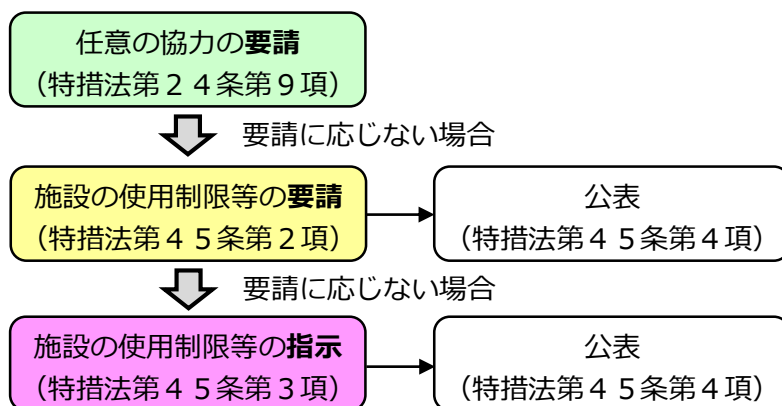 任意の協力の要請
（特措法第２４条第９項）
要請に応じない場合
施設の使用制限等の要請
（特措法第４５条第２項）
公表
（特措法第４５条第４項）
要請に応じない場合
施設の使用制限等の指示
（特措法第４５条第３項）
公表
（特措法第４５条第４項）